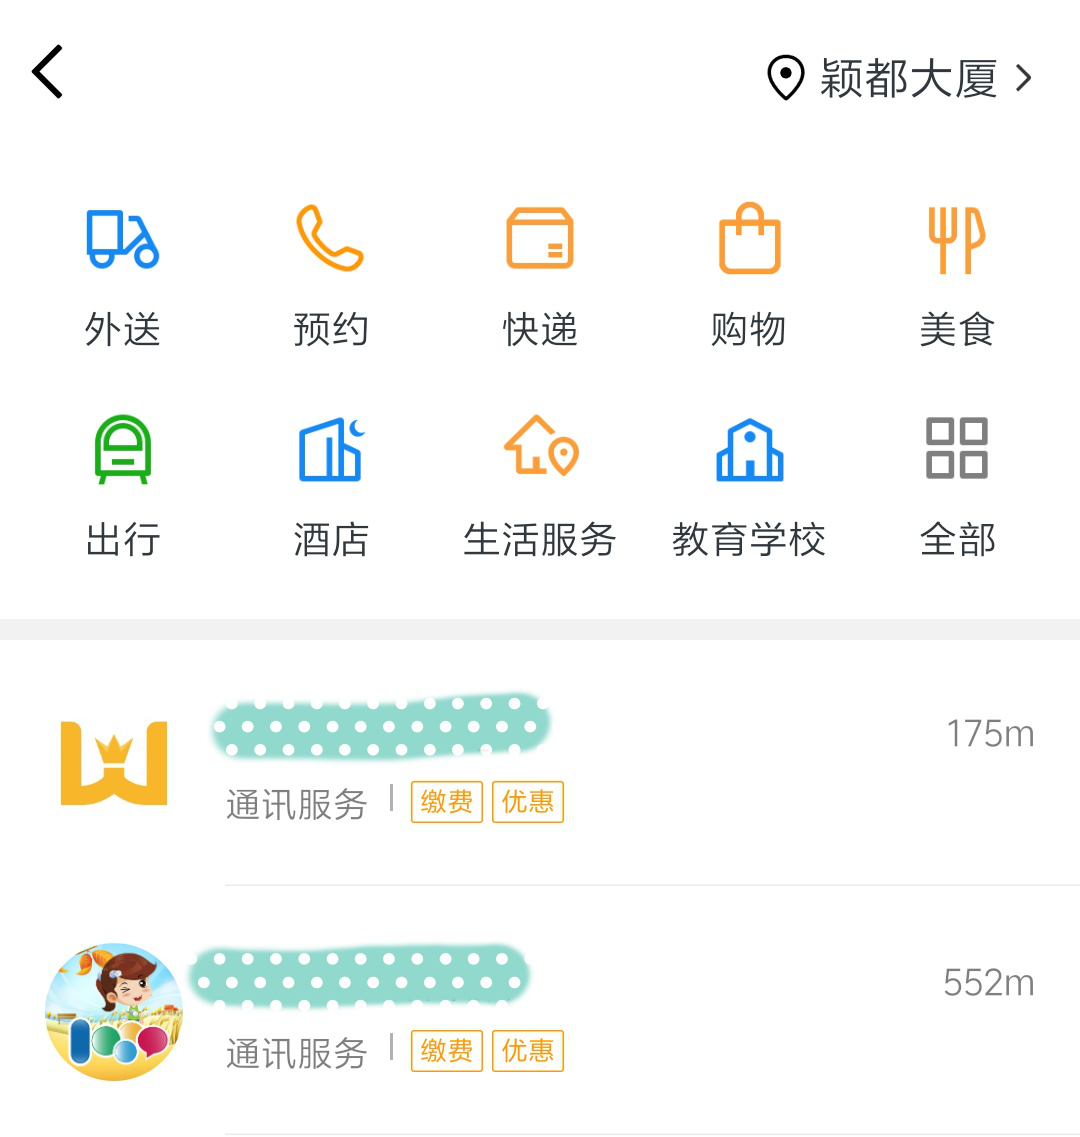 颖都大厦
外送 预约 快递 购物 美食
出行 酒店 生活服务 教育学校 全部
175m
通讯服务 缴费 优惠
552m
通讯服务 缴费 优惠